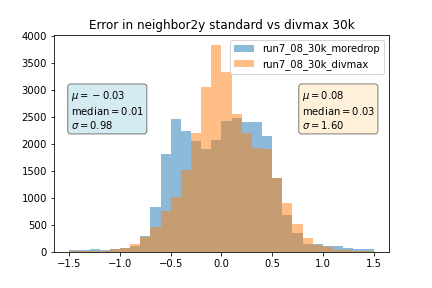 Error in neighbor2y standard vs divmax 30k
4000
3500
3000
2500
2000
1500
1000
500
0
run7_08_30k_moredrop
run7_08_30k_divmax
μ = −0.03
median = 0.01
σ = 0.98
μ = 0.08
median = 0.03
σ = 1.60
−1.5 −1.0 −0.5 0.0 0.5 1.0 1.5